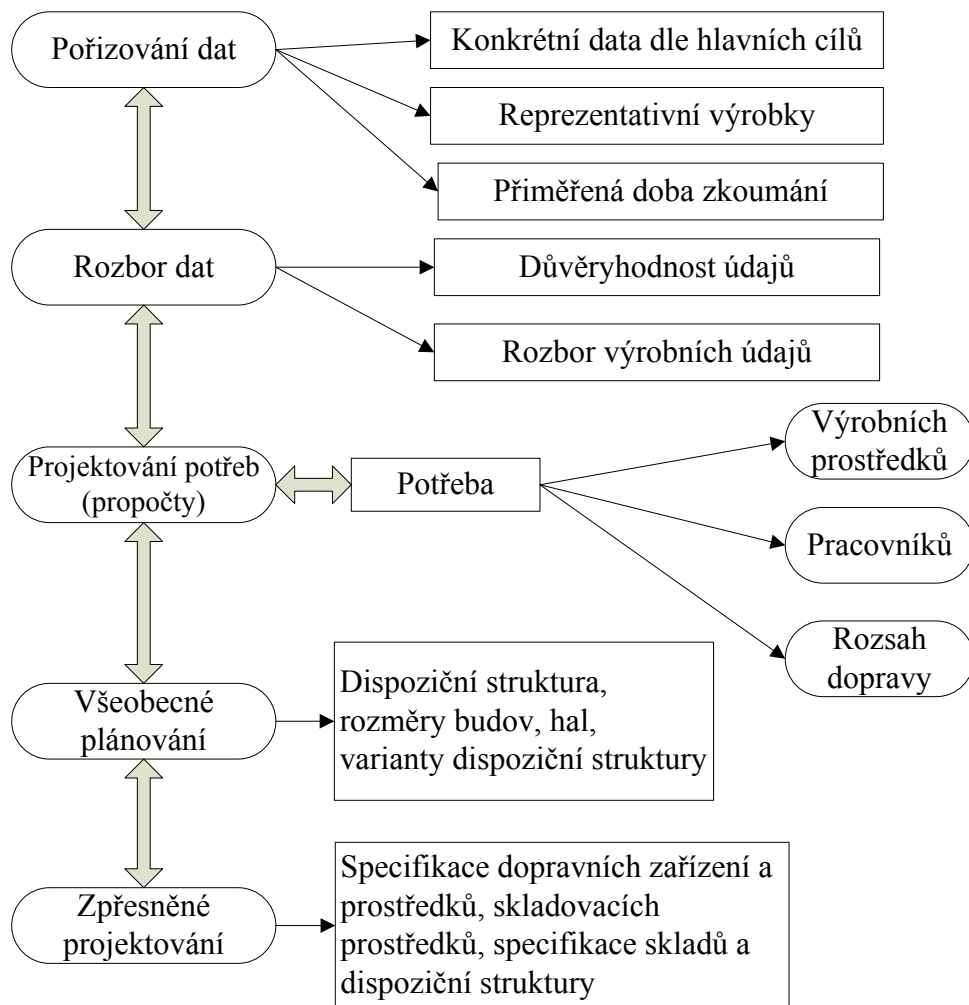 Pořizování dat
Konkrétní data dle hlavních cílů
Reprezentativní výrobky
Přiměřená doba zkoumání
Rozbor dat
Důvěryhodnost údajů
Rozbor výrobních údajů
Projektování potřeb
(propočty)
Potřeba
Výrobních
prostředků
Pracovníků
Rozsah
dopravy
Všeobecné
plánování
Dispoziční struktura,
rozměry budov, hal,
varianty dispoziční struktury
Zpřesněné
projektování
Specifikace dopravních zařízení a
prostředků, skladovacích
prostředků, specifikace skladů a
dispoziční struktury